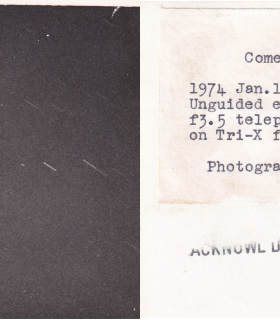 Come
1974 Jan.1
Unguided e
f3.5 telep
on Tri-X f
Photogra
ACKNOWL D